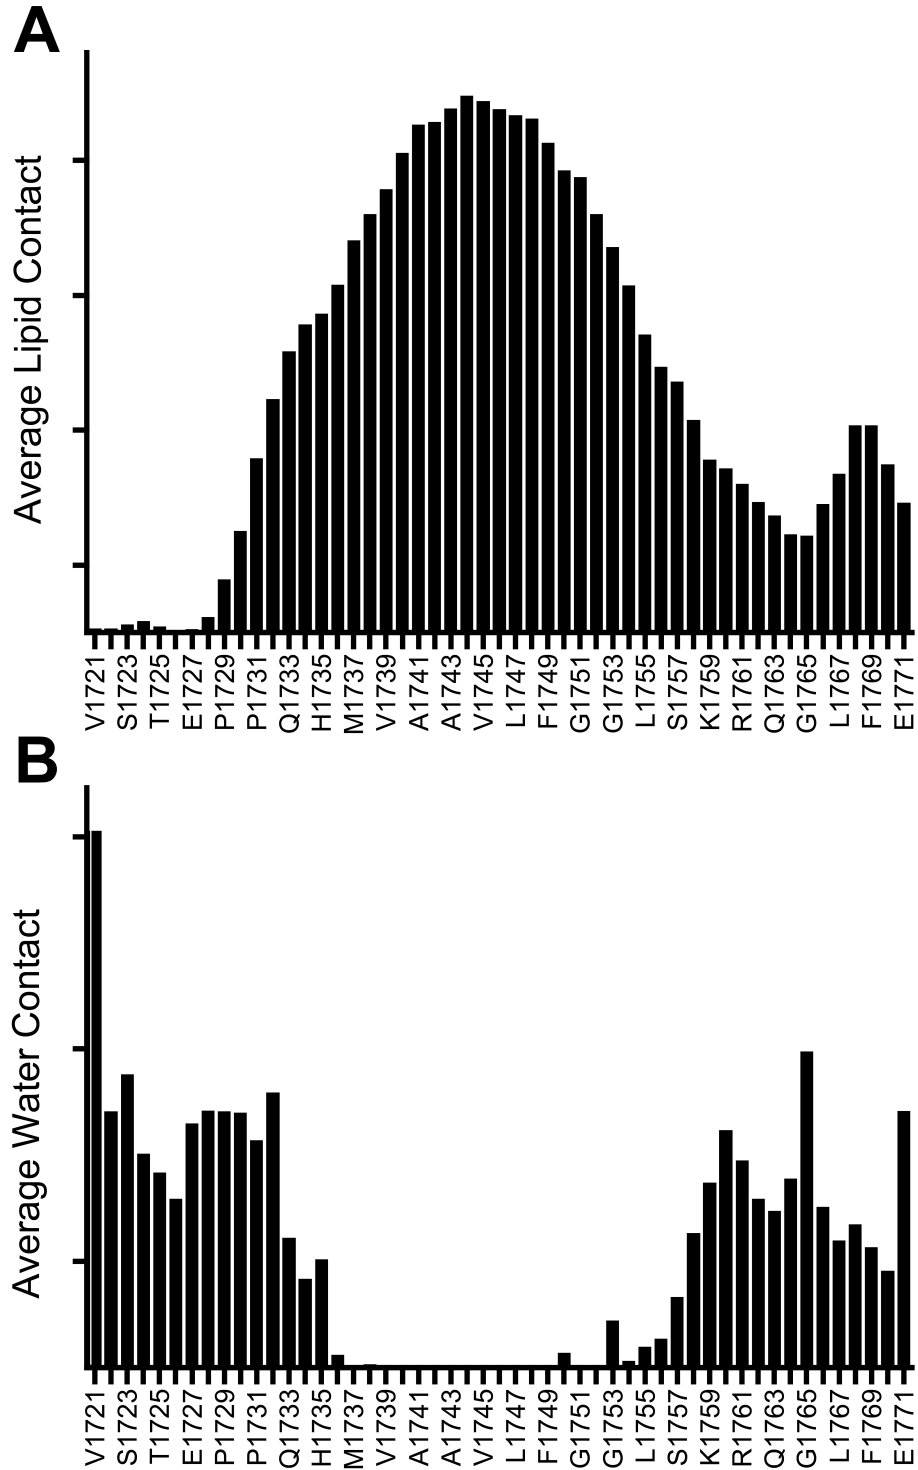 A
Average Lipid Contact
V1721
S1723
T1725
E1727
P1729
P1731
Q1733
H1735
M1737
V1739
A1741
A1743
V1745
L1747
F1749
G1751
G1753
L1755
S1757
K1759
R1761
Q1763
G1765
L1767
F1769
E1771
B
Average Water Contact
V1721
S1723
T1725
E1727
P1729
P1731
Q1733
H1735
M1737
V1739
A1741
A1743
V1745
L1747
F1749
G1751
G1753
L1755
S1757
K1759
R1761
Q1763
G1765
L1767
F1769
E1771